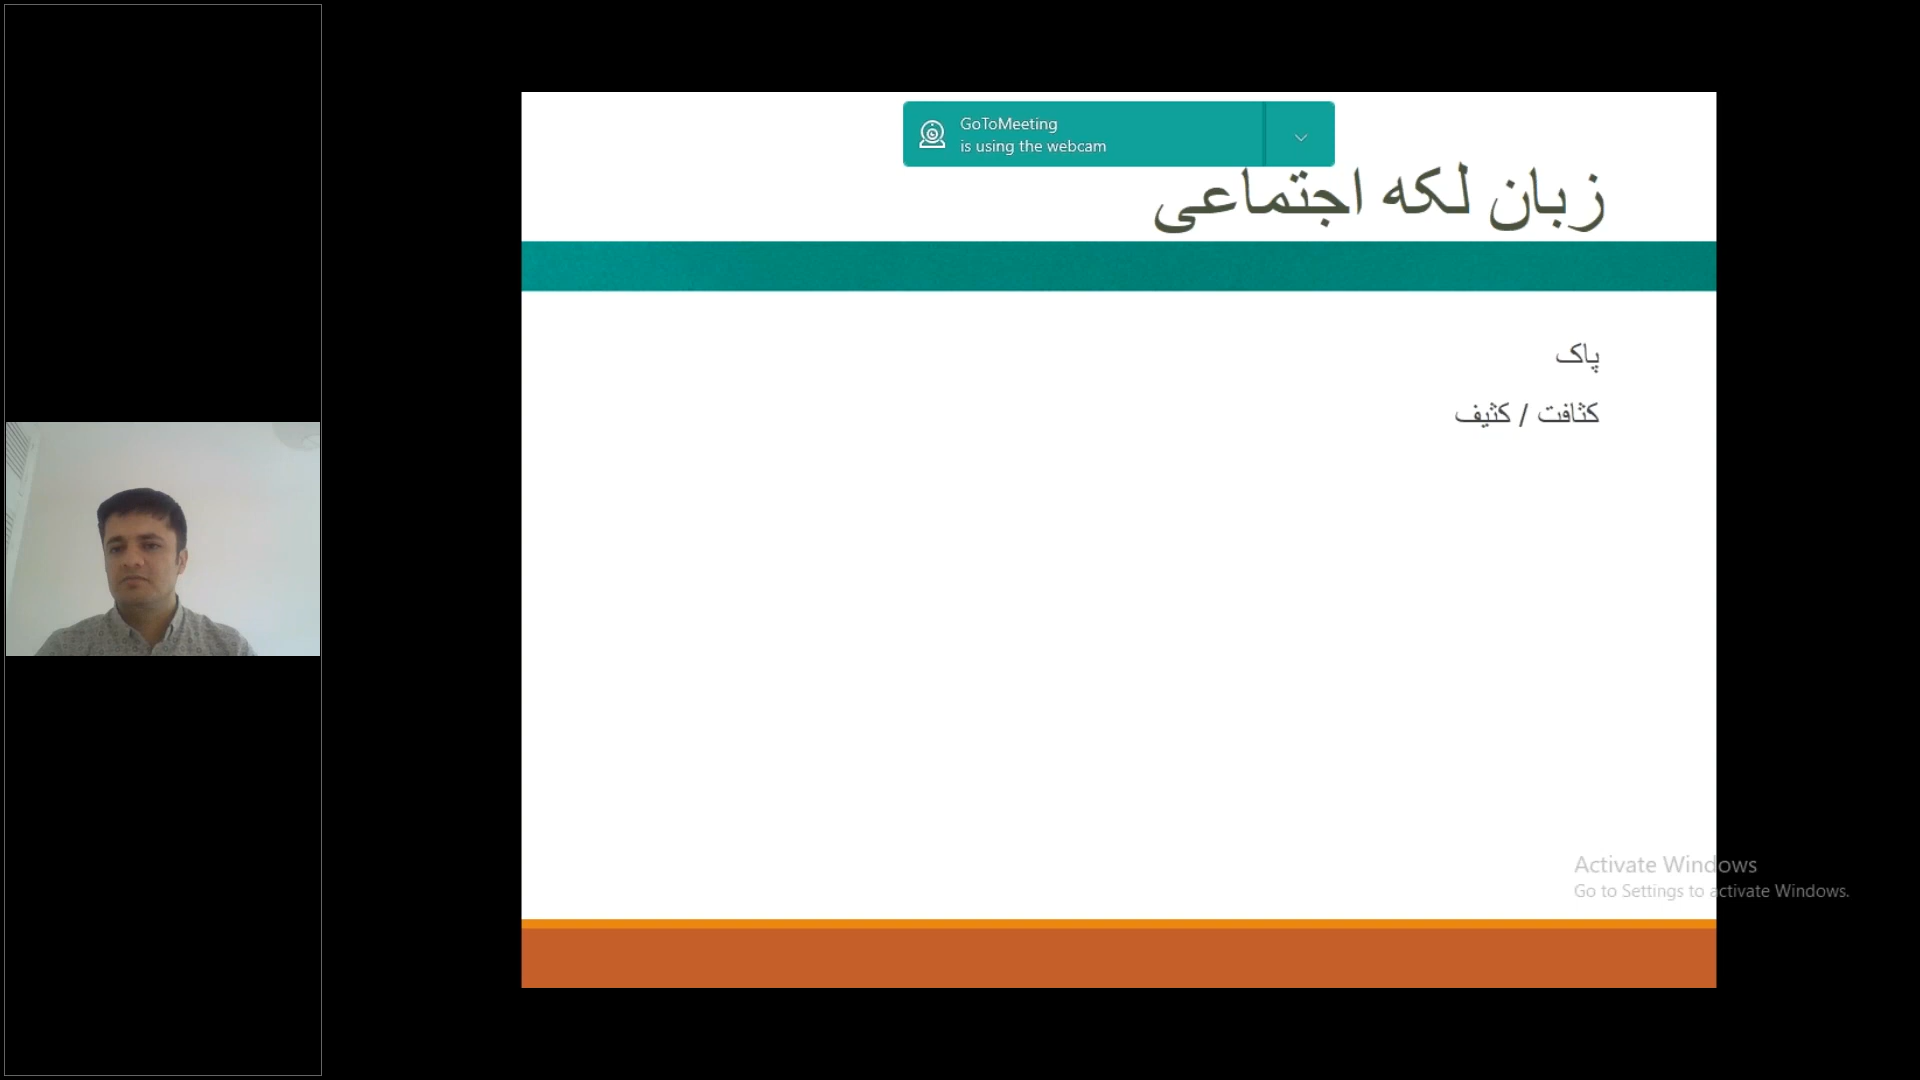 GoToMeeting
is using the webcam
زبان لکه اجتماعی
پاک
کثافت / کثیف
Activate Windows
Go to Settings to activate Windows.